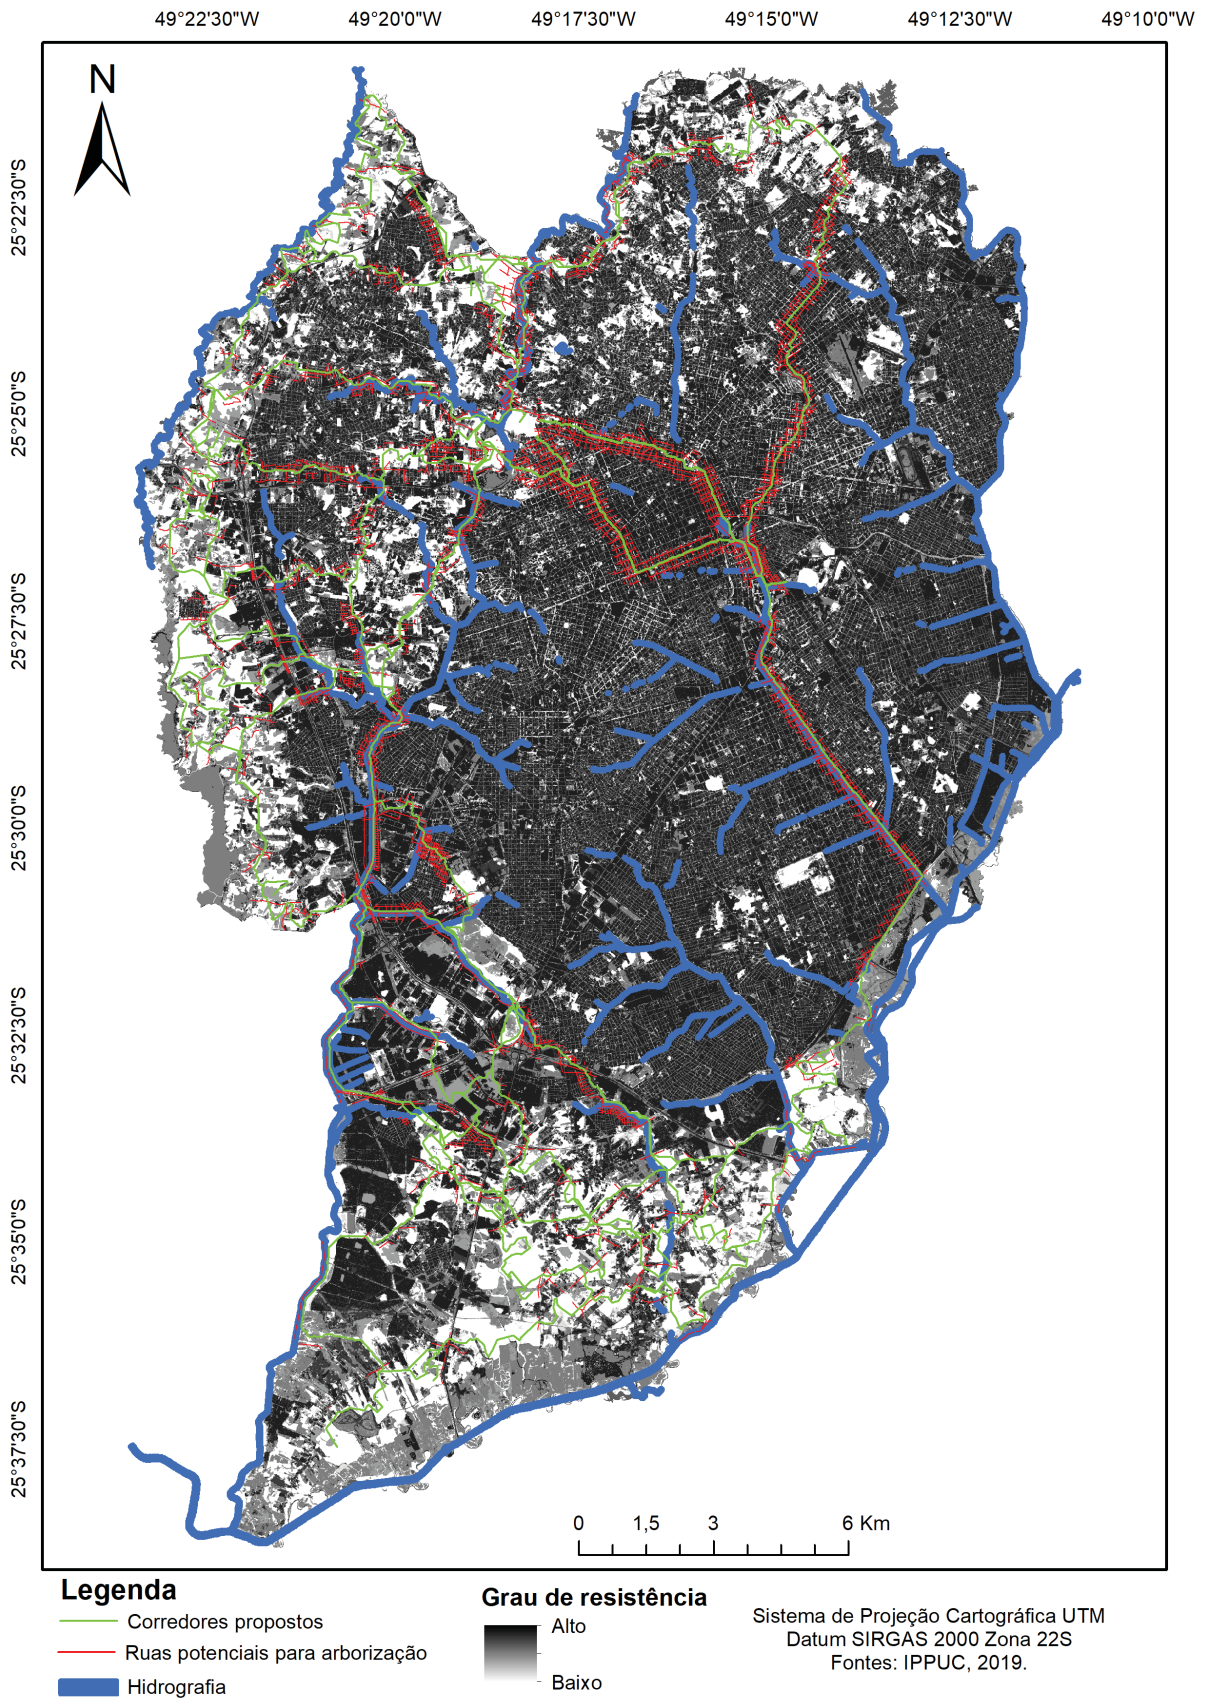 49°22'30"W 49°20'0"W 49°17'30"W 49°15'0"W 49°12'30"W 49°10'0"W
N
25°22'30"S
25°25'0"S
25°27'30"S
25°30'0"S
25°32'30"S
25°35'0"S
25°37'30"S
0 1,5 3 6 Km
Legenda
Corredores propostos
Ruas potenciais para arborização
Hidrografia
Grau de resistência
Alto
Baixo
Sistema de Projeção Cartográfica UTM
Datum SIRGAS 2000 Zona 22S
Fontes: IPPUC, 2019.